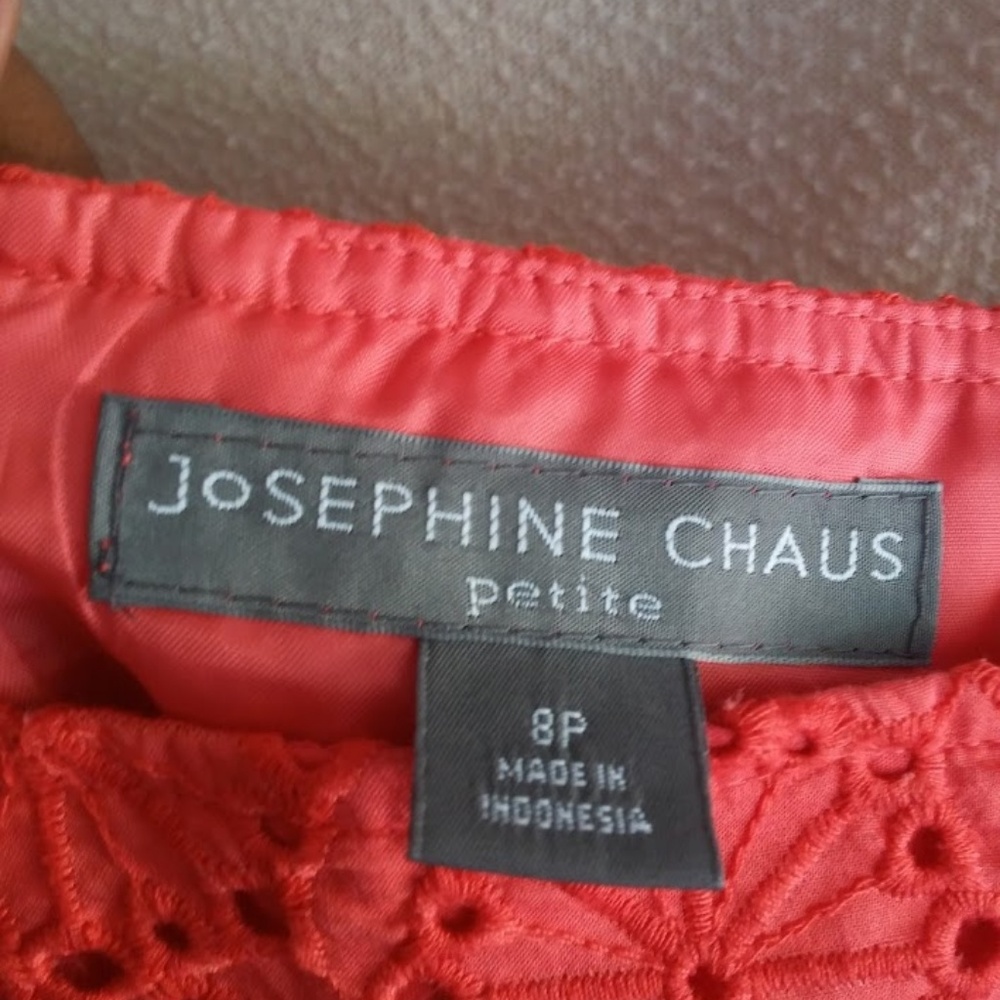 JoSEPHINE CHAUS
petite
8P
MADE IN
INDONESIA